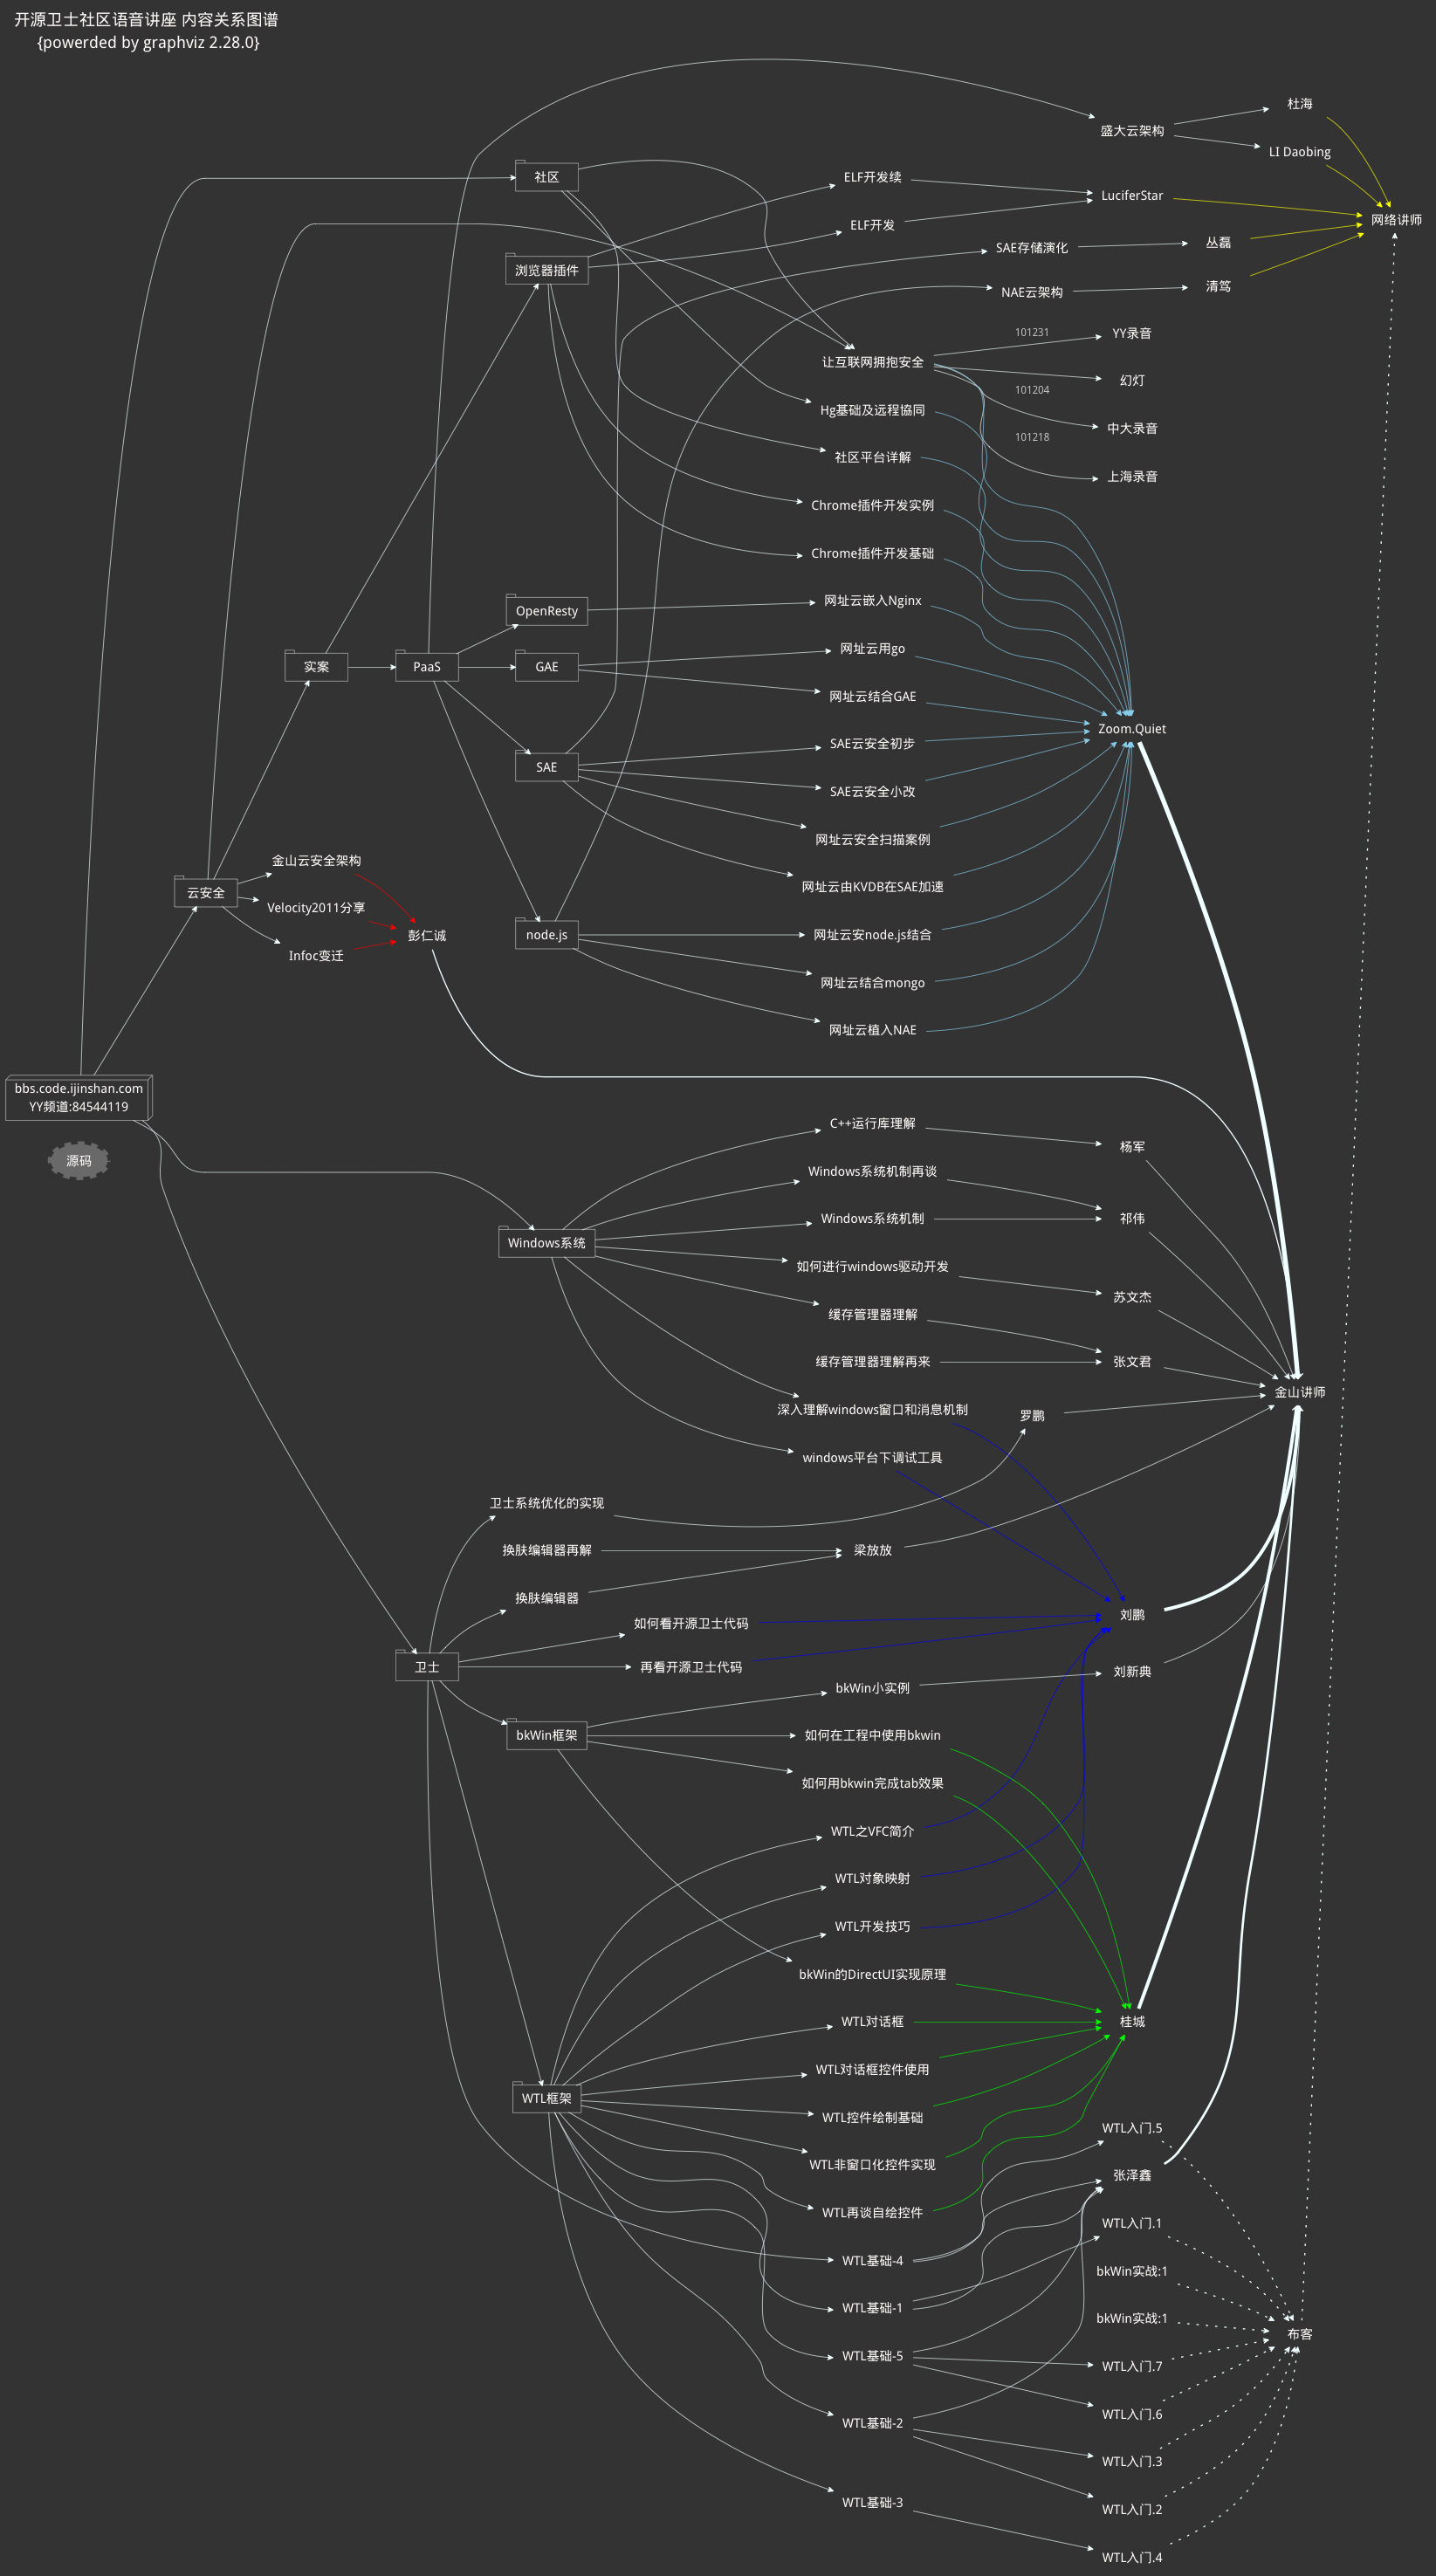 开源卫士社区语音讲座 内容关系图谱
{powerded by graphviz 2.28.0}
杜海
盛大云架构
LI Daobing
社区
ELF开发续
LuciferStar
网络讲师
ELF开发
丛磊
SAE存储演化
浏览器插件
清笃
NAE云架构
101231
YY录音
让互联网拥抱安全
幻灯
101204
Hg基础及远程協同
中大录音
101218
社区平台详解
上海录音
Chrome插件开发实例
Chrome插件开发基础
网址云嵌入Nginx
OpenResty
网址云用go
实案
PaaS
GAE
网址云结合GAE
Zoom.Quiet
SAE云安全初步
SAE
SAE云安全小改
网址云安全扫描案例
金山云安全架构
网址云由KVDB在SAE加速
云安全
Velocity2011分享
彭仁诚
node.js
网址云安node.js结合
Infoc变迁
网址云结合mongo
网址云植入NAE
bbs.code.ijinshan.com
YY频道:84544119
源码
C++运行库理解
杨军
Windows系统机制再谈
Windows系统机制
祁伟
Windows系统
如何进行windows驱动开发
苏文杰
缓存管理器理解
缓存管理器理解再来
张文君
金山讲师
深入理解windows窗口和消息机制
罗鹏
windows平台下调试工具
卫士系统优化的实现
换肤编辑器再解
梁放放
换肤编辑器
刘鹏
如何看开源卫士代码
卫士
再看开源卫士代码
刘新典
bkWin小实例
bkWin框架
如何在工程中使用bkwin
如何用bkwin完成tab效果
WTL之VFC简介
WTL对象映射
WTL开发技巧
bkWin的DirectUI实现原理
WTL对话框
桂城
WTL对话框控件使用
WTL框架
WTL控件绘制基础
WTL入门.5
WTL非窗口化控件实现
张泽鑫
WTL再谈自绘控件
WTL入门.1
WTL基础-4
bkWin实战:1
WTL基础-1
bkWin实战:1
布客
WTL基础-5
WTL入门.7
WTL入门.6
WTL基础-2
WTL入门.3
WTL基础-3
WTL入门.2
WTL入门.4